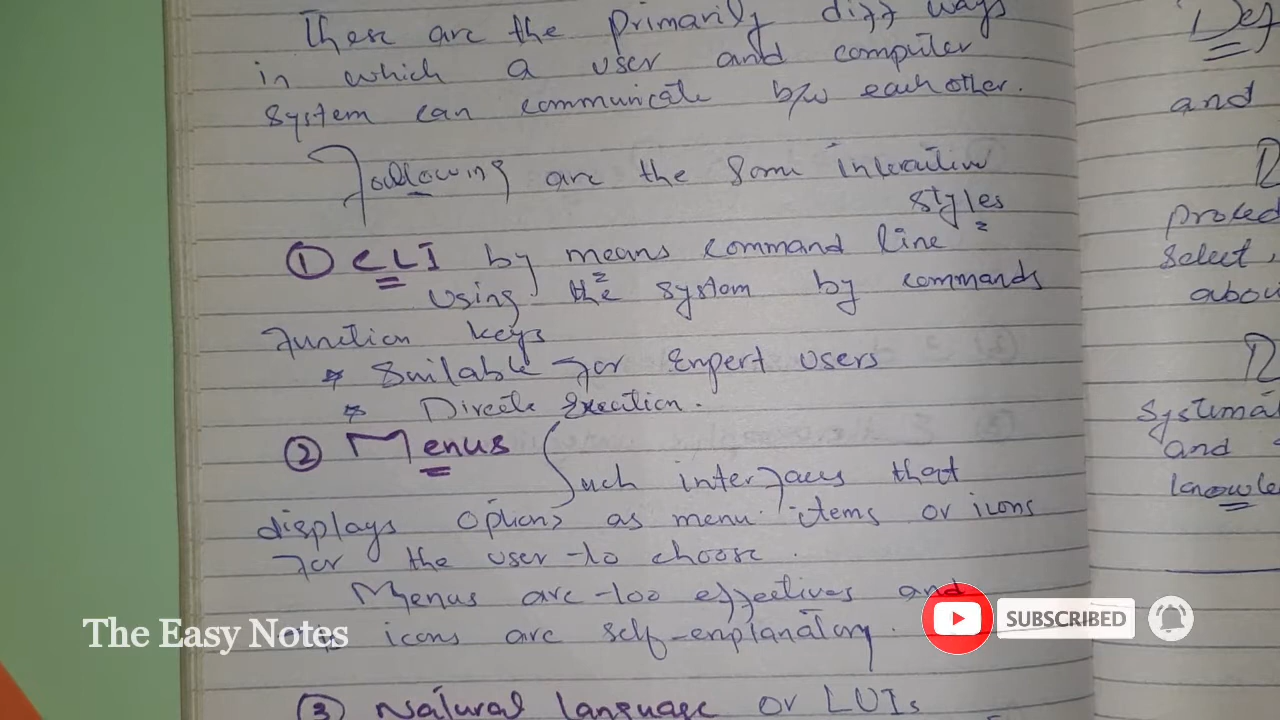 These are the primarily diff ways
in which a user and computer
system can communicate b/w each other.
Following are the some interactive
styles
① CLI by means command line
using the system by commands
function keys
* Suitable for Expert users
* Direct Execution.
② Menus
Such interfaces that
displays options as menu items or icons
for the user to choose.
Menus are too effectives and
icons are self-explanatory.
③ Natural language or LUIs
Def
and
select,
abou
and
knowle
The Easy Notes
SUBSCRIBED